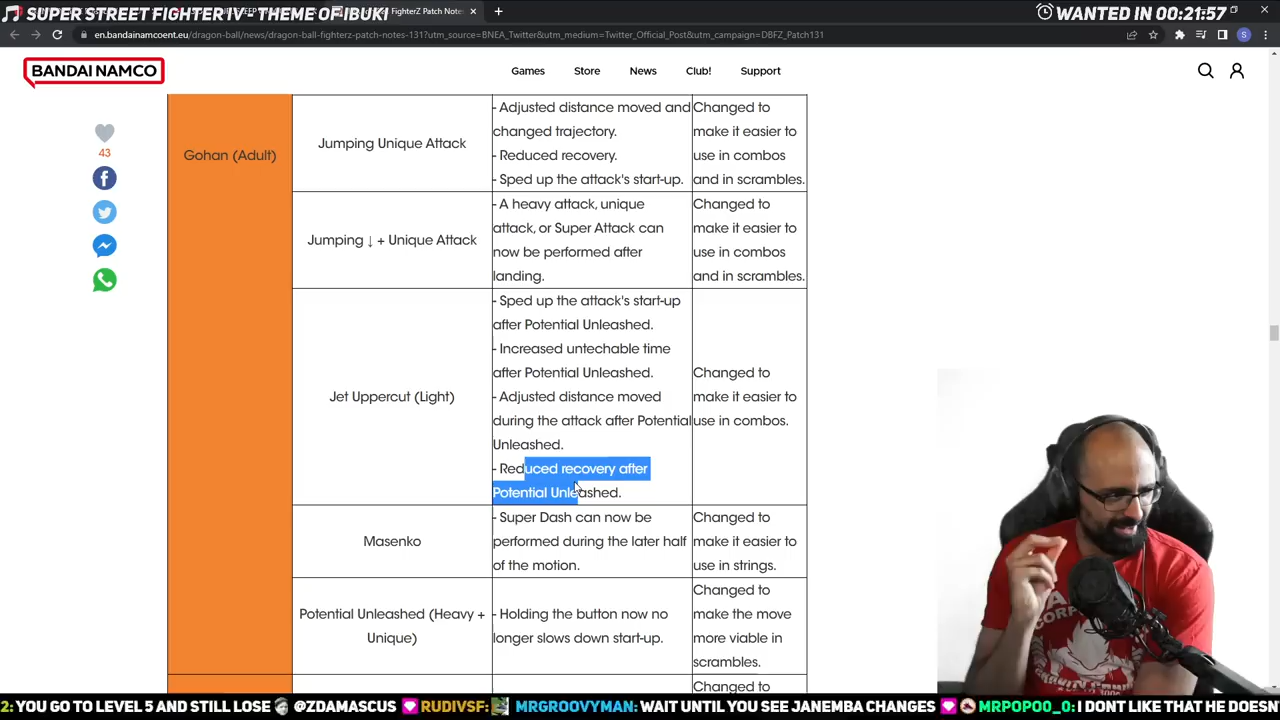 SUPER STREET FIGHTER IV - THEME OF IBUKI
FighterZ Patch Note
WANTED IN 00:21:57
en.bandainamcoent.eu/dragon-ball/news/dragon-ball-fighterz-patch-notes-131?utm_source=BNEA_Twitter&utm_medium=Twitter_Official_Post&utm_campaign=DBFZ_Patch131
BANDAI NAMCO
Games
Store
News
Club!
Support
43
Gohan (Adult)
Jumping Unique Attack
- Adjusted distance moved and
changed trajectory.
- Reduced recovery.
- Sped up the attack's start-up.
Changed to
make it easier to
use in combos
and in scrambles.
Jumping ↓ + Unique Attack
- A heavy attack, unique
attack, or Super Attack can
now be performed after
landing.
Changed to
make it easier to
use in combos
and in scrambles.
Jet Uppercut (Light)
- Sped up the attack's start-up
after Potential Unleashed.
- Increased untechable time
after Potential Unleashed.
- Adjusted distance moved
during the attack after Potential
Unleashed.
- Reduced recovery after
Potential Unleashed.
Changed to
make it easier to
use in combos.
Masenko
- Super Dash can now be
performed during the later half
of the motion.
Changed to
make it easier to
use in strings.
Potential Unleashed (Heavy +
Unique)
- Holding the button now no
longer slows down start-up.
Changed to
make the move
more viable in
scrambles.
Changed to
2: YOU GO TO LEVEL 5 AND STILL LOSE @ZDAMASCUS RUDIVSF: MRGROOVYMAN: WAIT UNTIL YOU SEE JANEMBA CHANGES MRPOPO0_0: I DONT LIKE THAT HE DOESN